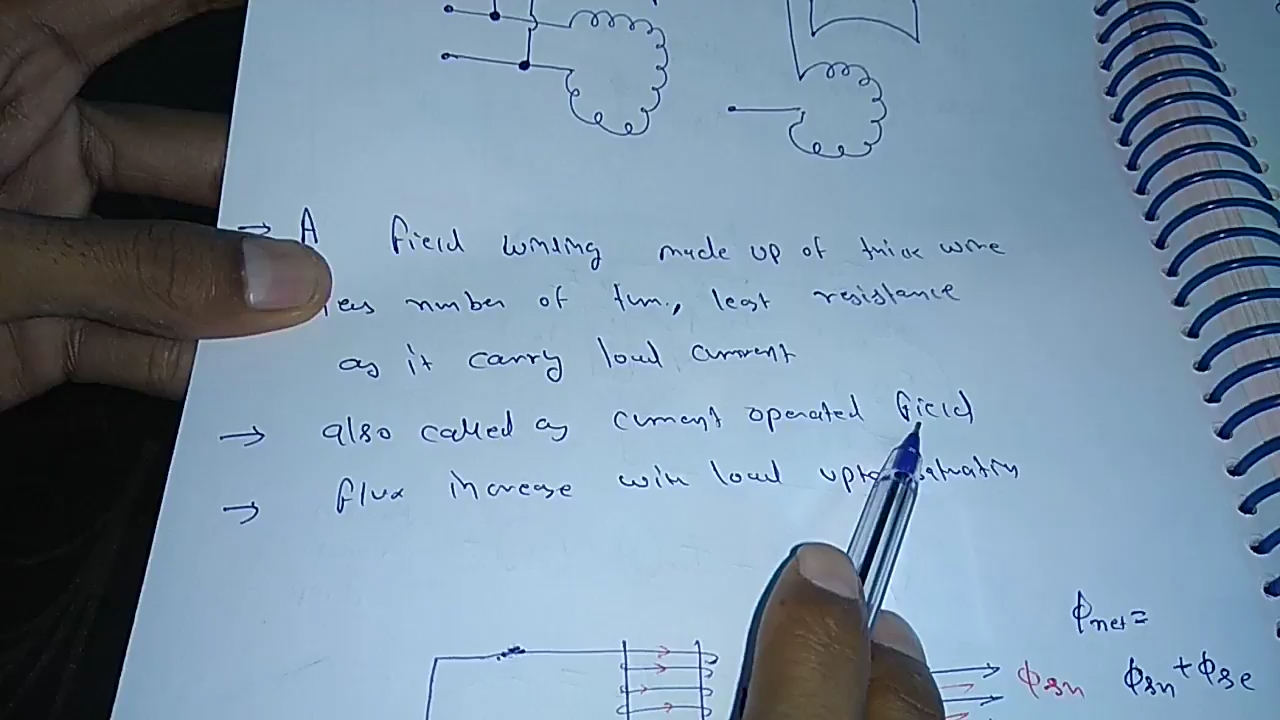 → A field winding made up of thick wire
less number of turn, least resistance
as it carry load current
→ also called as current operated field
→ flux increase with load upto
ϕnet =
ϕsh ϕsh + ϕse